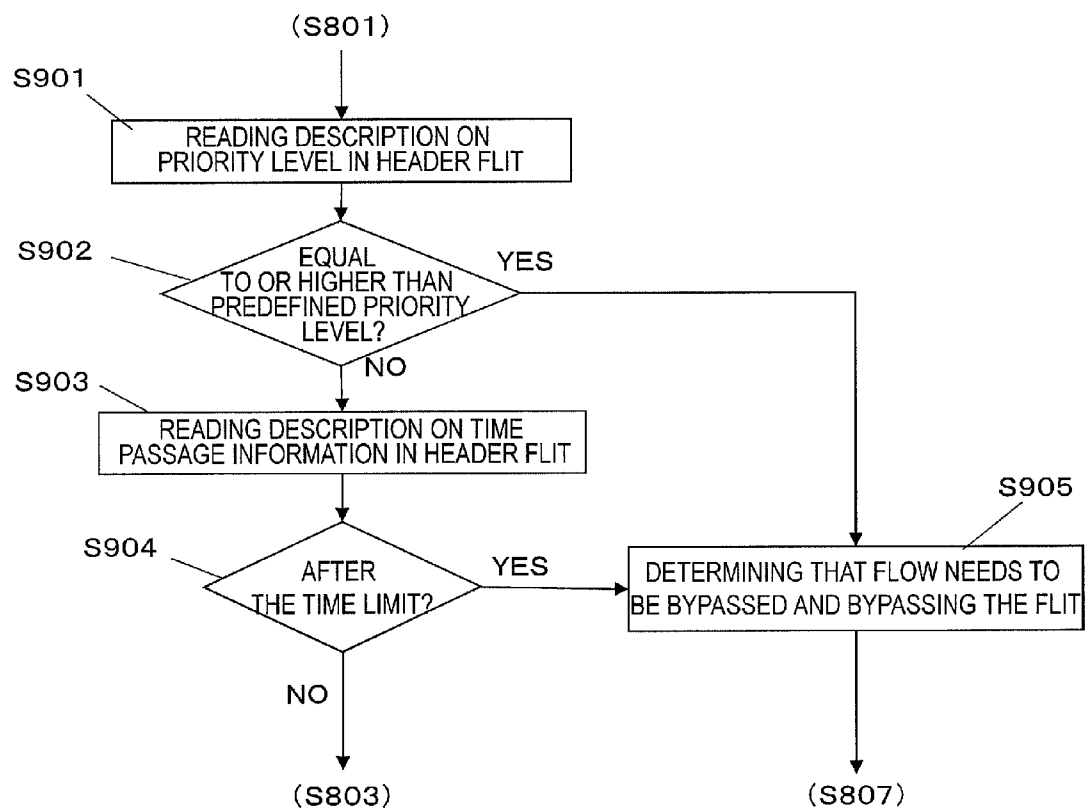 (S801)
S901
READING DESCRIPTION ON
PRIORITY LEVEL IN HEADER FLIT
S902
EQUAL
TO OR HIGHER THAN
PREDEFINED PRIORITY
LEVEL?
YES
NO
S903
READING DESCRIPTION ON TIME
PASSAGE INFORMATION IN HEADER FLIT
S904
AFTER
THE TIME LIMIT?
YES
S905
DETERMINING THAT FLOW NEEDS TO
BE BYPASSED AND BYPASSING THE FLIT
NO
(S803)
(S807)